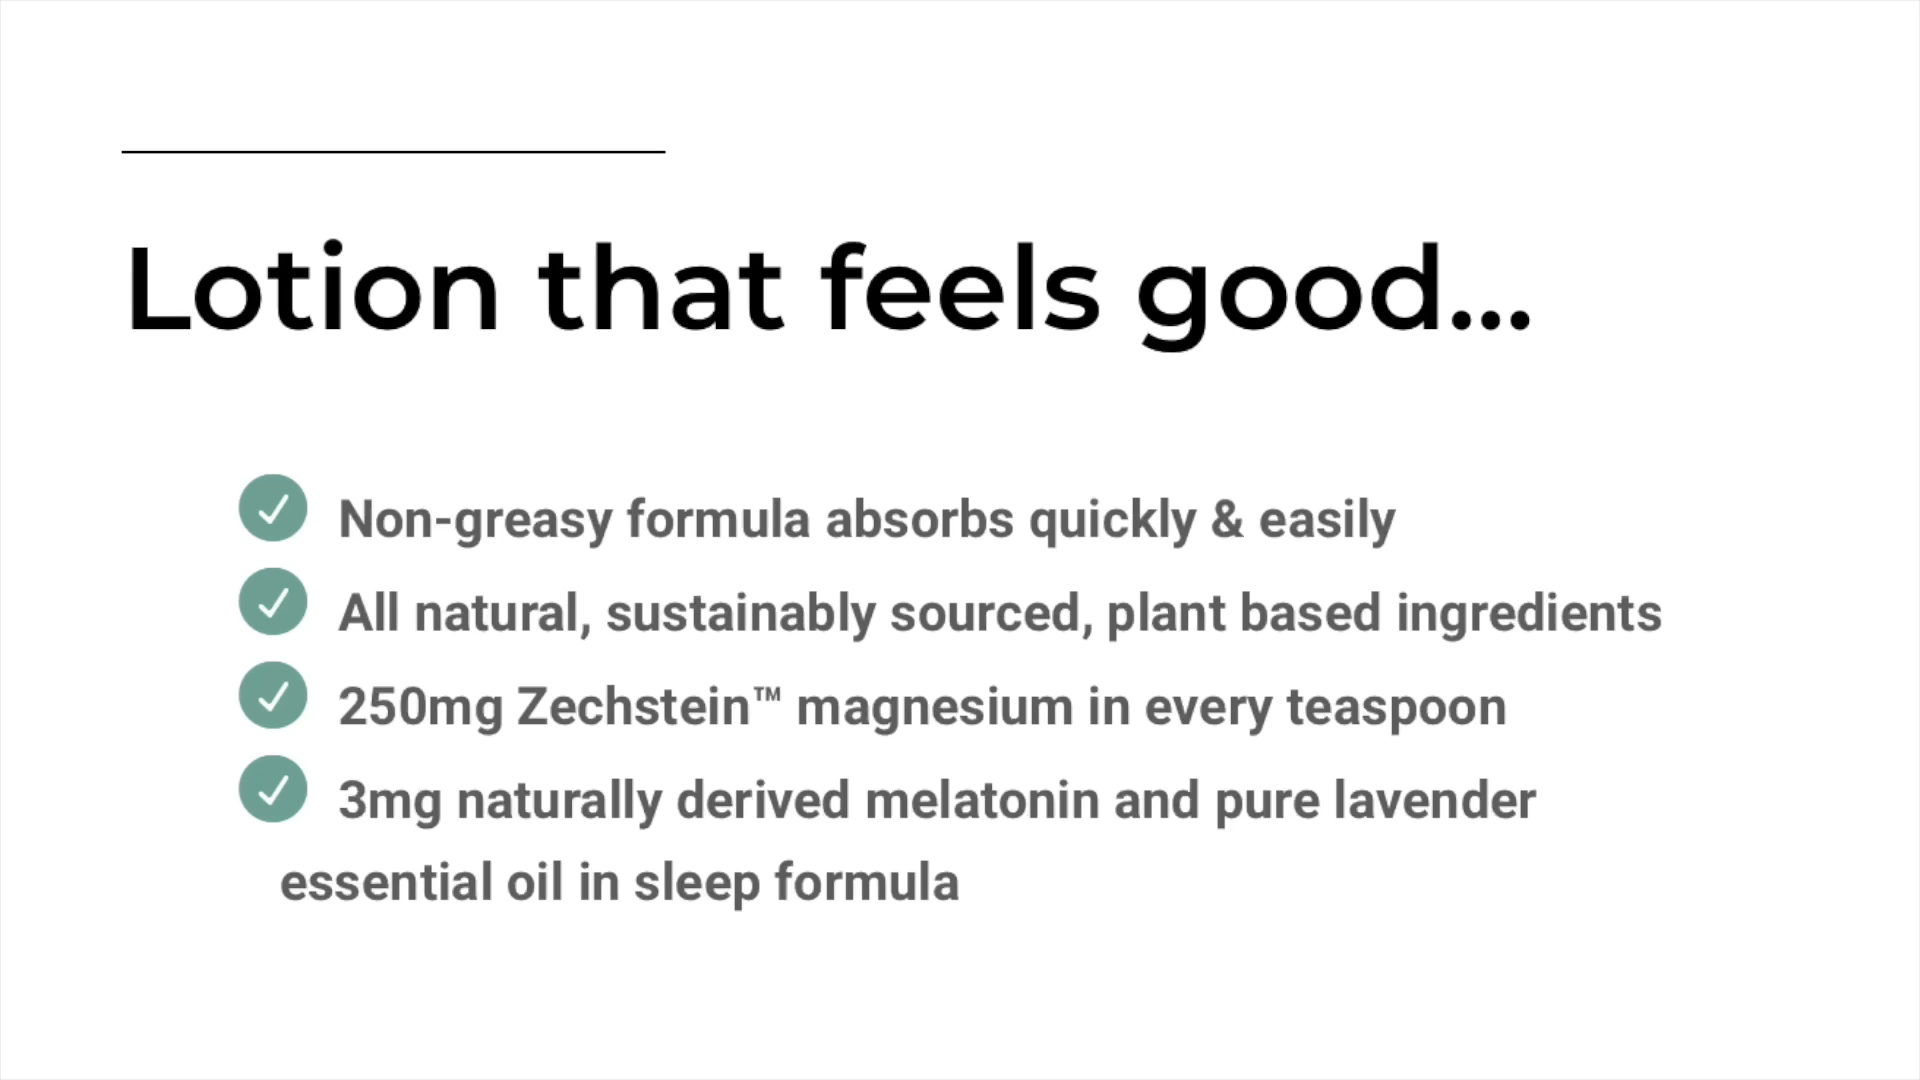 Lotion that feels good...
Non-greasy formula absorbs quickly & easily
All natural, sustainably sourced, plant based ingredients
250mg Zechstein™ magnesium in every teaspoon
3mg naturally derived melatonin and pure lavender
essential oil in sleep formula